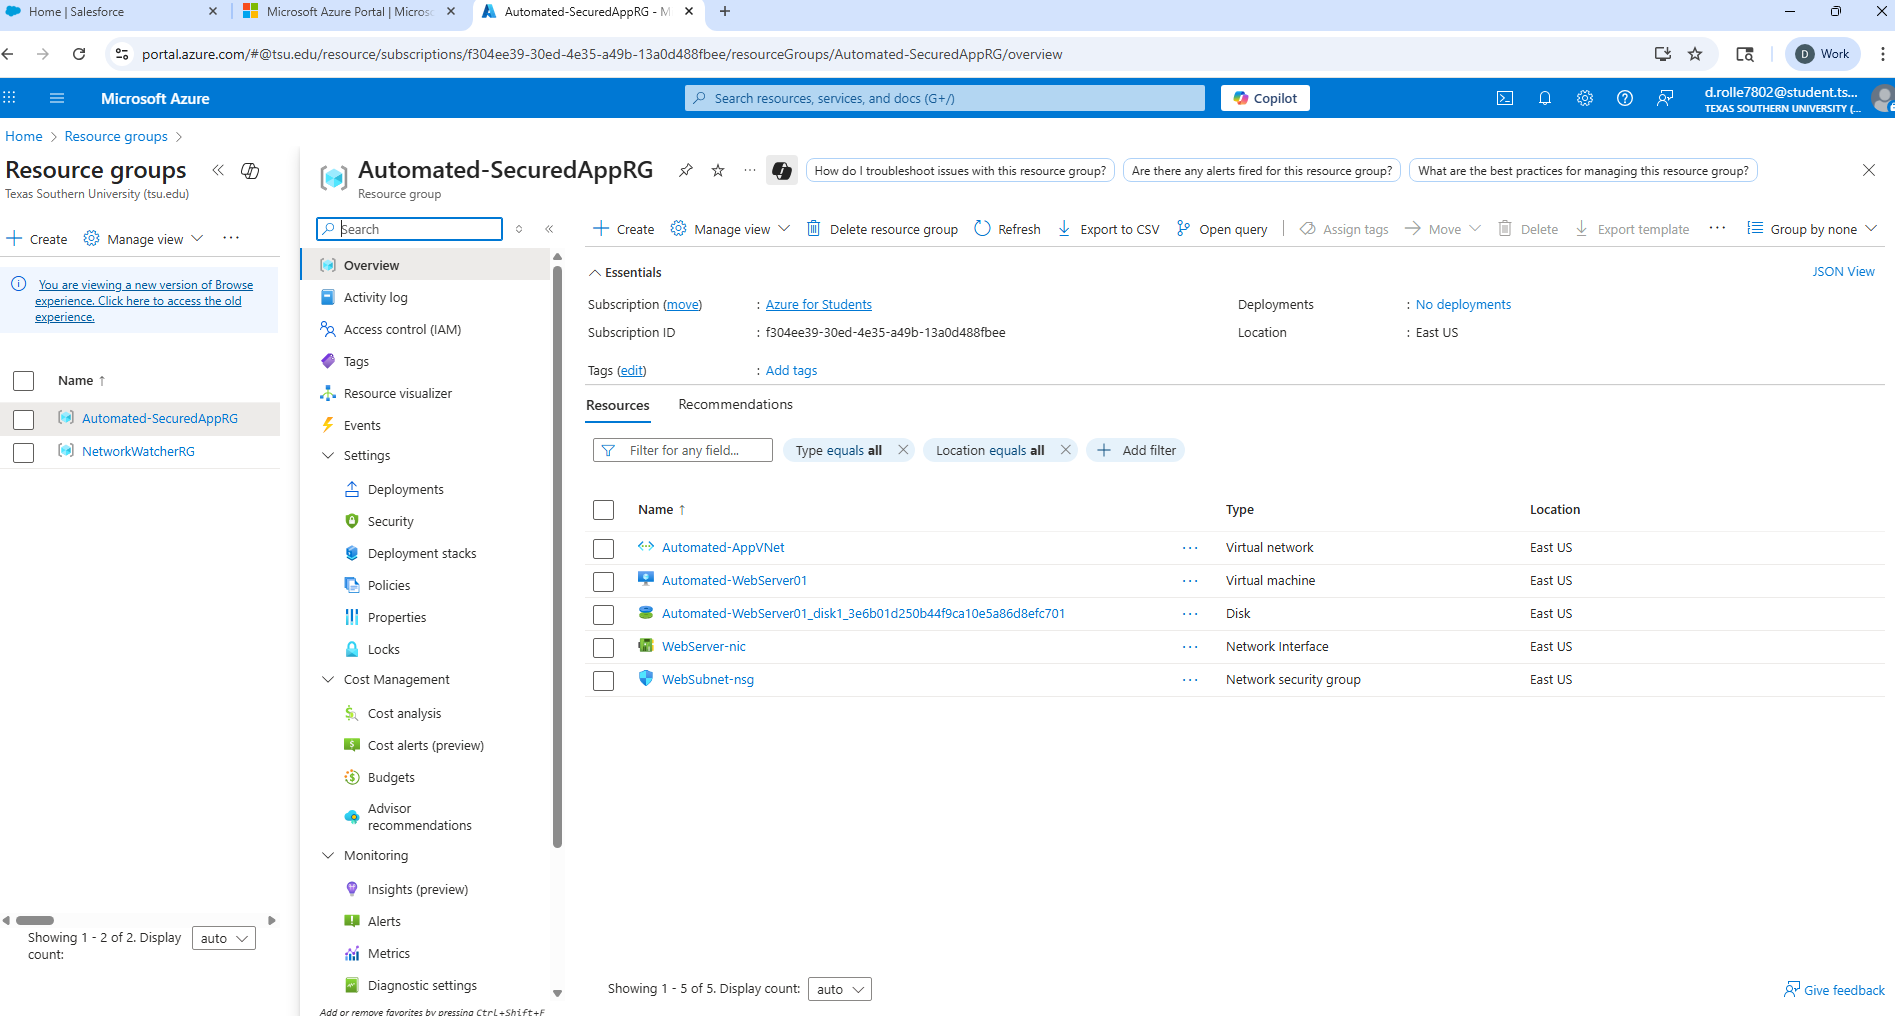 Home | Salesforce
Microsoft Azure Portal | Microsc
Automated-SecuredAppRG - M
portal.azure.com/#@tsu.edu/resource/subscriptions/f304ee39-30ed-4e35-a49b-13a0d488fbee/resourceGroups/Automated-SecuredAppRG/overview
D Work
Microsoft Azure
Search resources, services, and docs (G+/)
Copilot
d.rolle7802@student.ts...
TEXAS SOUTHERN UNIVERSITY (...
Home > Resource groups >
Resource groups
Texas Southern University (tsu.edu)
Create
Manage view
...
You are viewing a new version of Browse
experience. Click here to access the old
experience.
Name ↑
Automated-SecuredAppRG
NetworkWatcherRG
Showing 1 - 2 of 2. Display
count:
auto
Automated-SecuredAppRG
Resource group
How do I troubleshoot issues with this resource group?
Are there any alerts fired for this resource group?
What are the best practices for managing this resource group?
Search
Overview
Activity log
Access control (IAM)
Tags
Resource visualizer
Events
Settings
Deployments
Security
Deployment stacks
Policies
Properties
Locks
Cost Management
Cost analysis
Cost alerts (preview)
Budgets
Advisor
recommendations
Monitoring
Insights (preview)
Alerts
Metrics
Diagnostic settings
Add or remove favorites by pressing Ctrl+Shift+F
Create
Manage view
Delete resource group
Refresh
Export to CSV
Open query
Assign tags
Move
Delete
Export template
...
Group by none
Essentials
JSON View
Subscription (move) : Azure for Students
Deployments : No deployments
Subscription ID : f304ee39-30ed-4e35-a49b-13a0d488fbee
Location : East US
Tags (edit) : Add tags
Resources Recommendations
Filter for any field...
Type equals all
Location equals all
Add filter
Name ↑ Type Location
Automated-AppVNet ... Virtual network East US
Automated-WebServer01 ... Virtual machine East US
Automated-WebServer01_disk1_3e6b01d250b44f9ca10e5a86d8efc701 ... Disk East US
WebServer-nic ... Network Interface East US
WebSubnet-nsg ... Network security group East US
Showing 1 - 5 of 5. Display count: auto
Give feedback